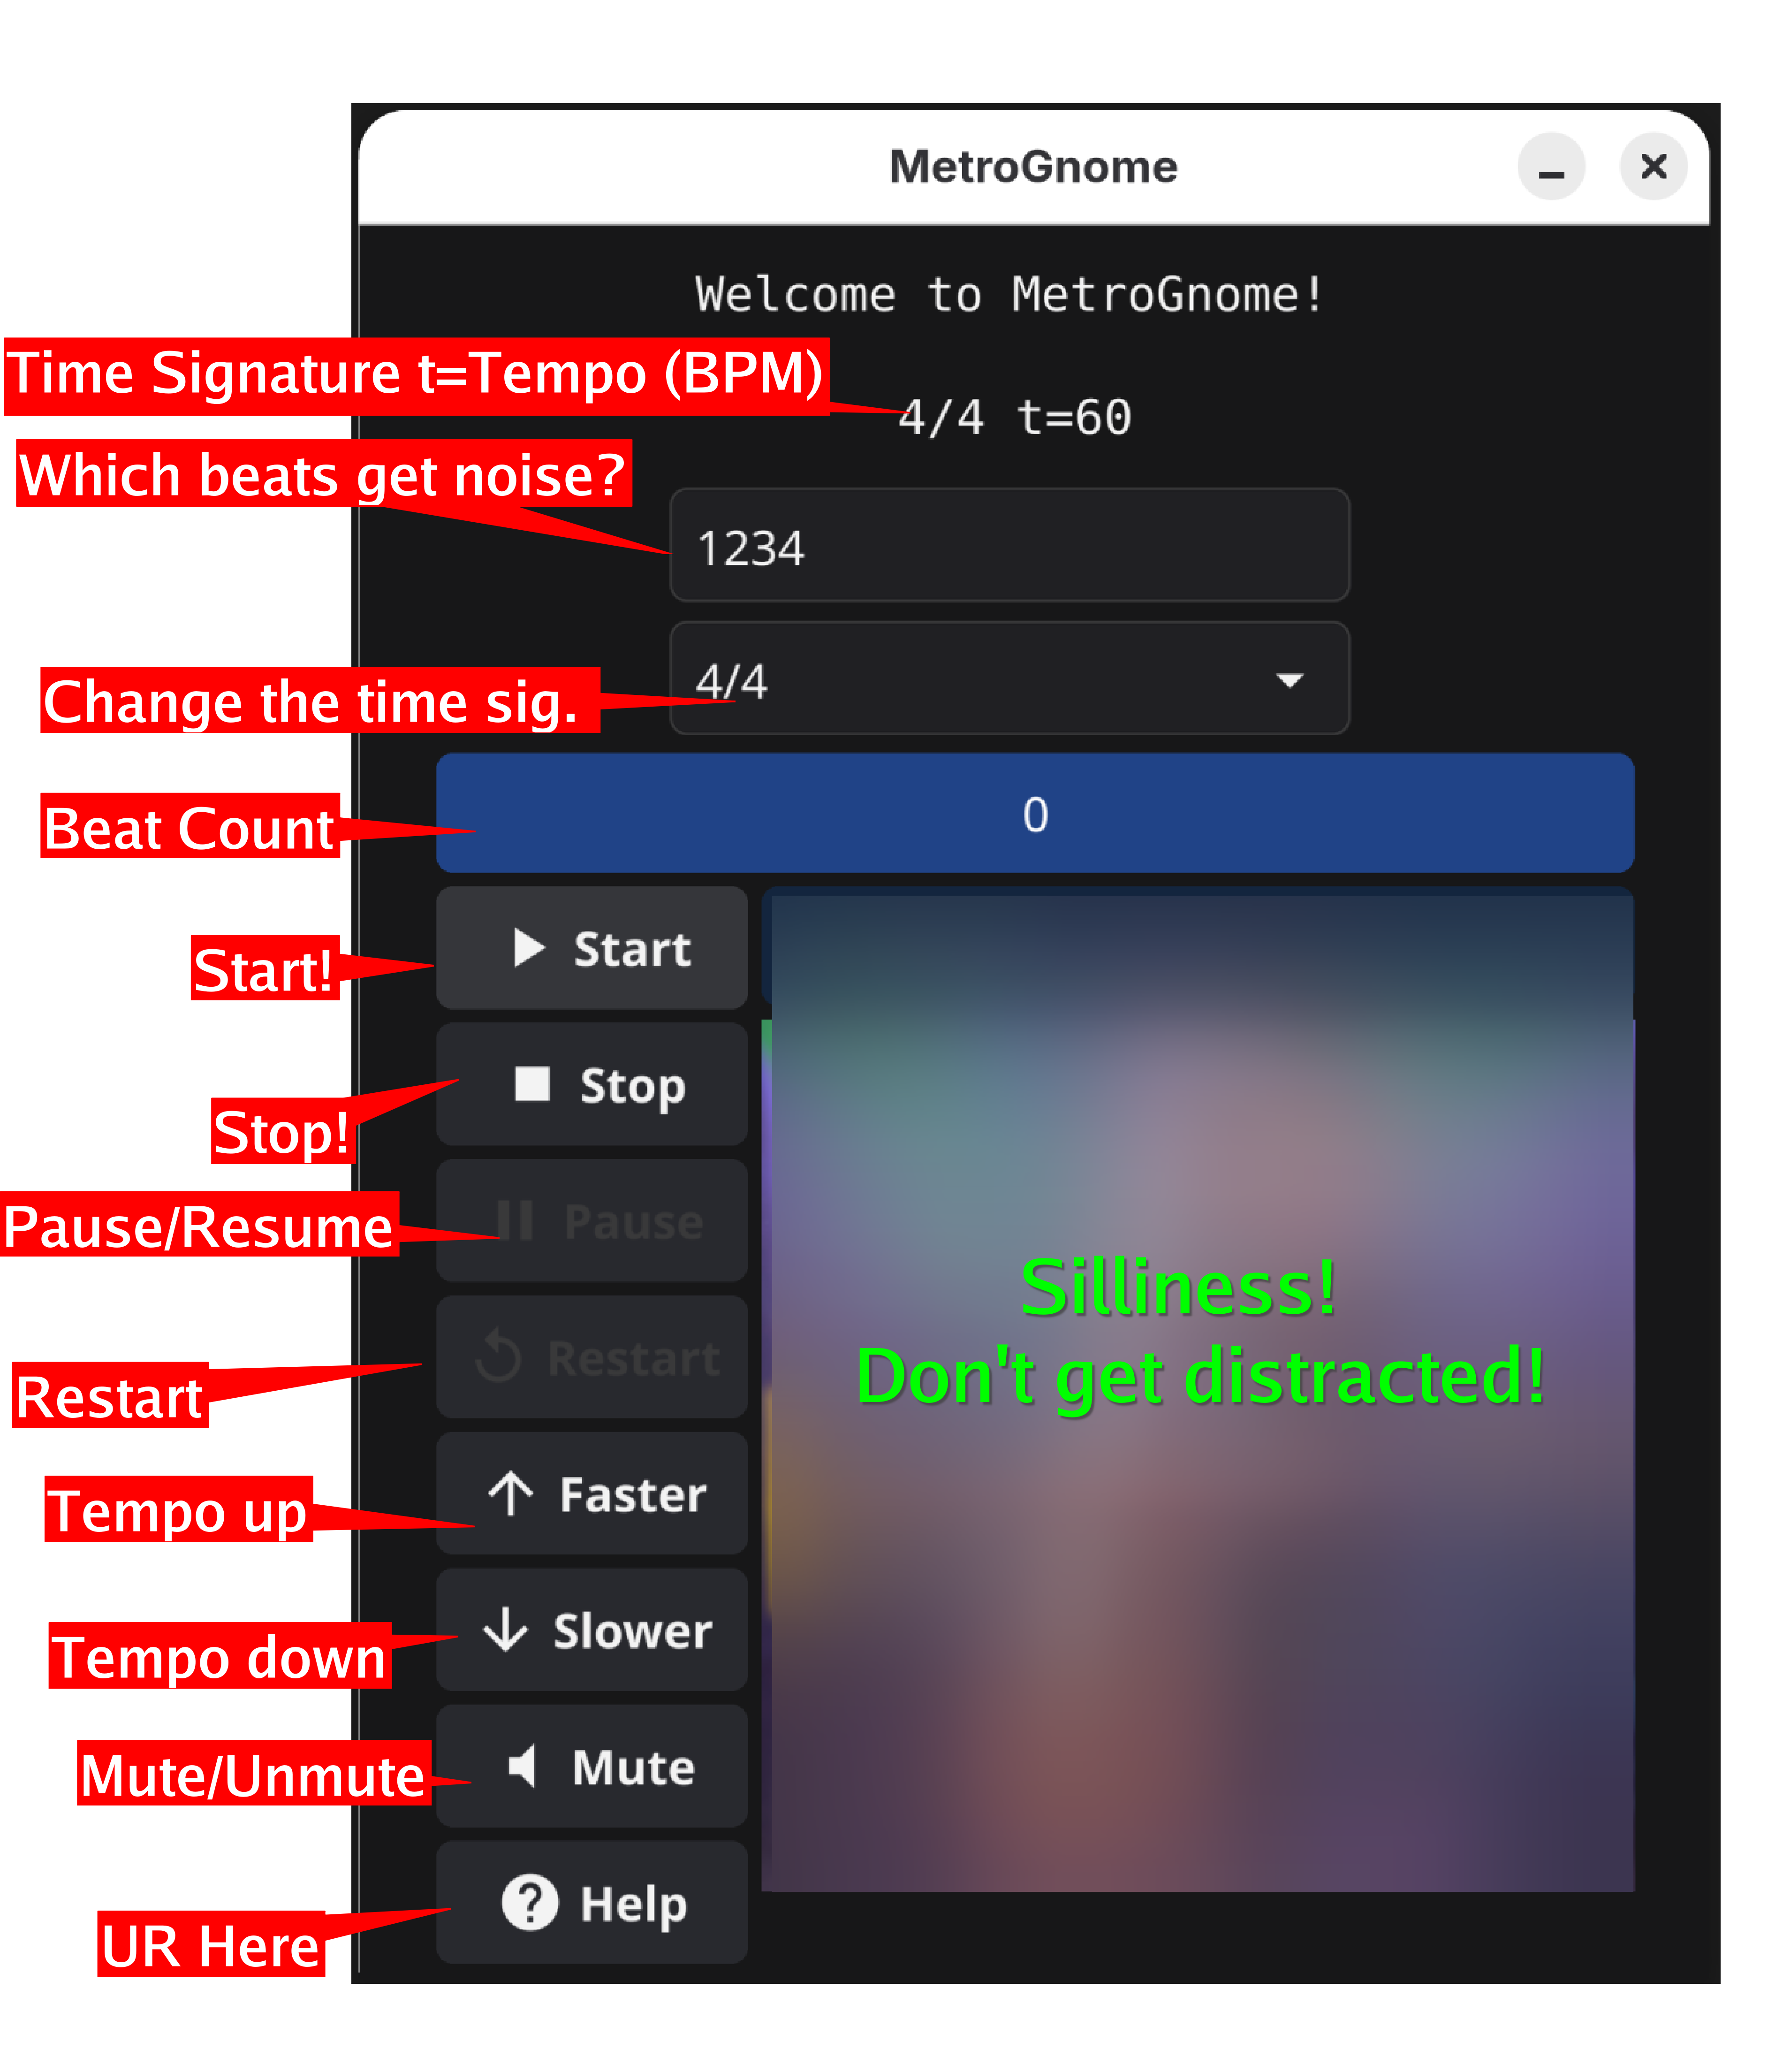 MetroGnome
Welcome to MetroGnome!
Time Signature t=Tempo (BPM)
4/4 t=60
Which beats get noise?
1234
Change the time sig.
4/4
Beat Count
0
Start!
Start
Stop!
Stop
Pause/Resume
Pause
Restart
Restart
Silliness!
Don't get distracted!
Tempo up
Faster
Tempo down
Slower
Mute/Unmute
Mute
UR Here
Help